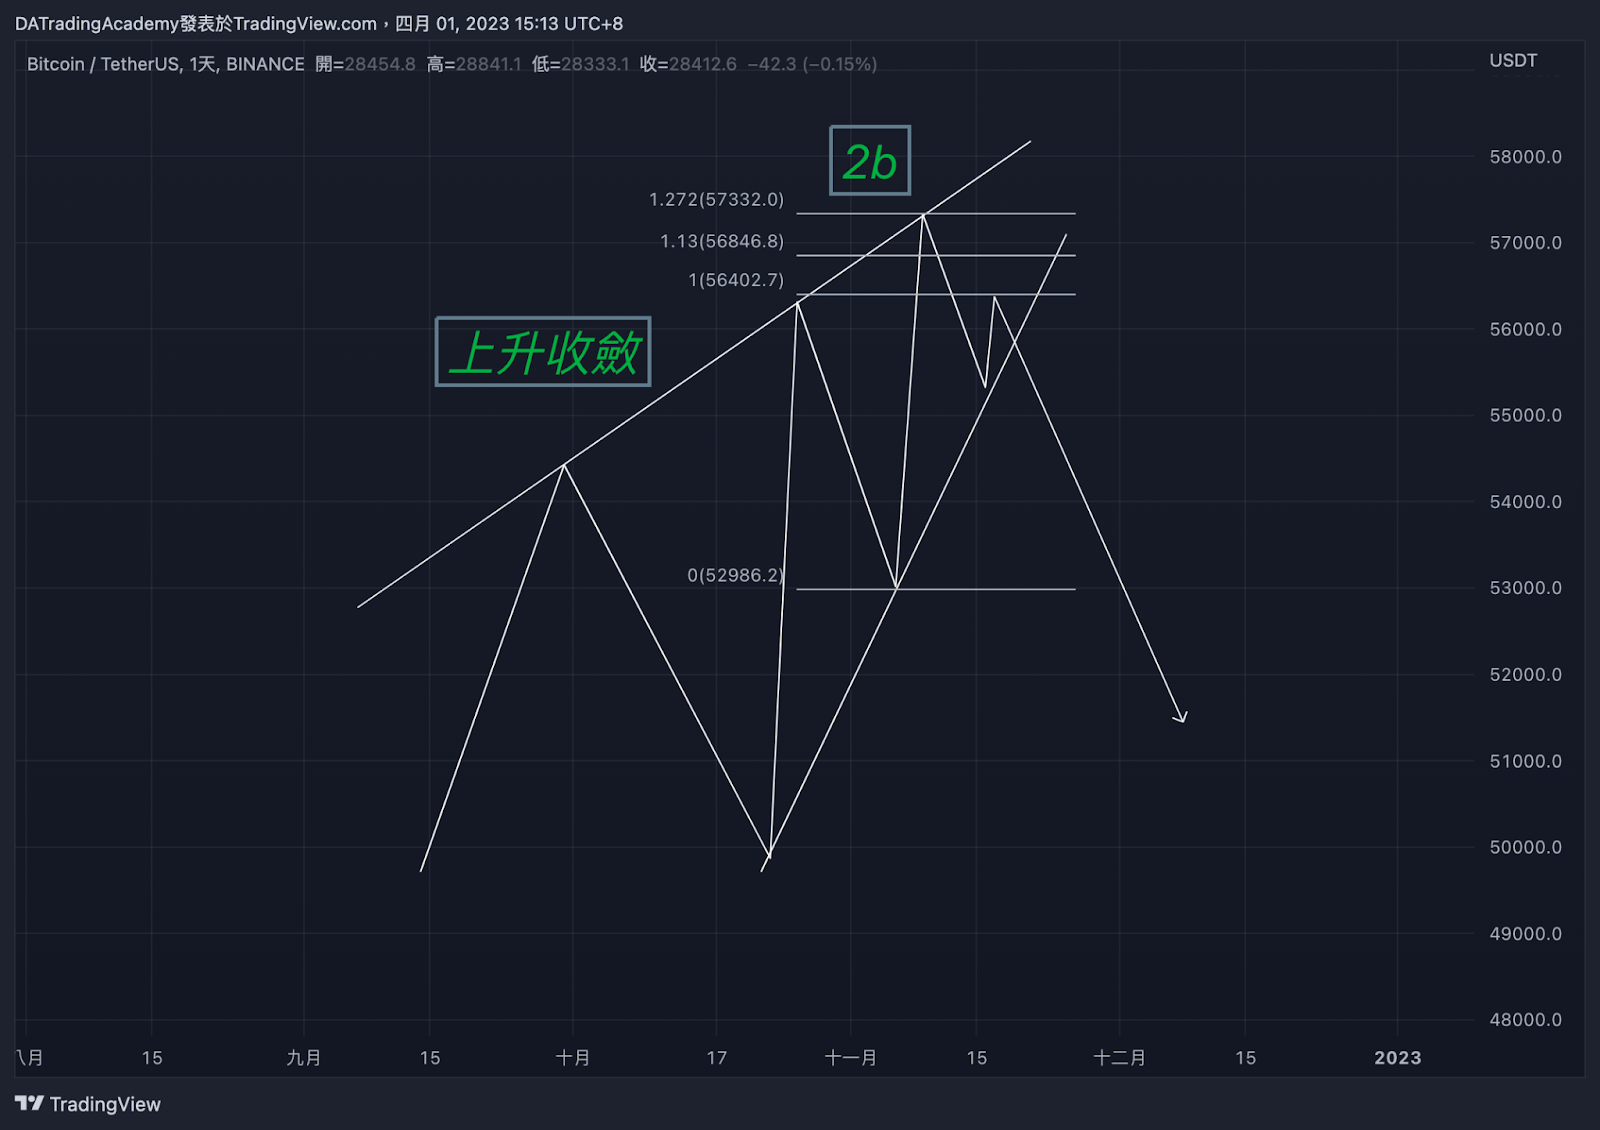 DATradingAcademy發表於TradingView.com，四月 01, 2023 15:13 UTC+8
Bitcoin / TetherUS, 1天, BINANCE 開=28454.8 高=28841.1 低=28333.1 收=28412.6 −42.3 (−0.15%)
USDT
2b
58000.0
1.272(57332.0)
1.13(56846.8)
57000.0
1(56402.7)
56000.0
上升收斂
55000.0
54000.0
0(52986.2)
53000.0
52000.0
51000.0
50000.0
49000.0
48000.0
八月 15 九月 15 十月 17 十一月 15 十二月 15 2023
TradingView